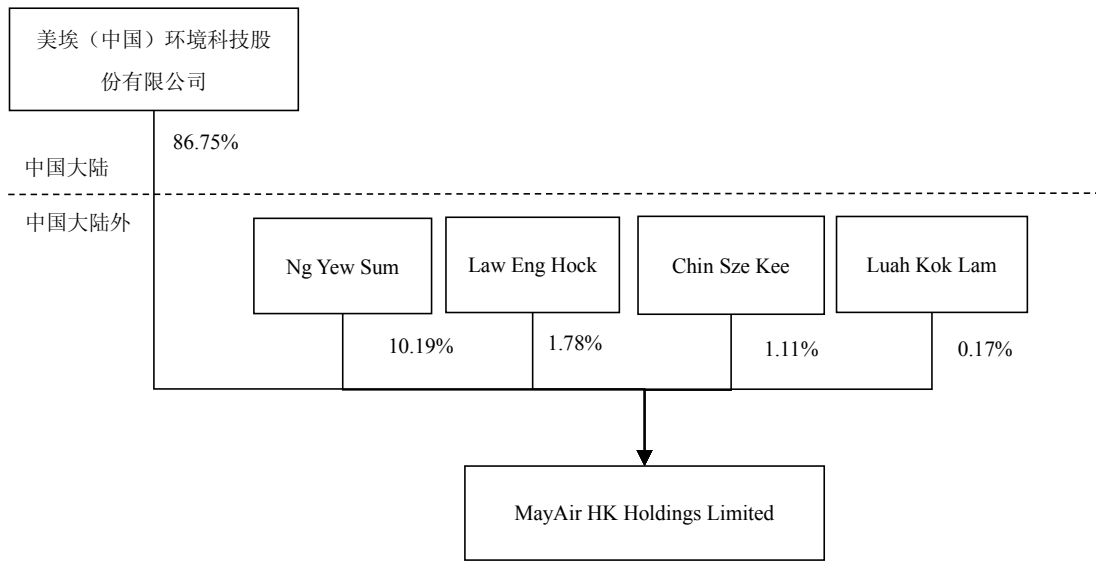 美埃（中国）环境科技股
份有限公司
86.75%
中国大陆
中国大陆外
Ng Yew Sum
Law Eng Hock
Chin Sze Kee
Luah Kok Lam
10.19%
1.78%
1.11%
0.17%
MayAir HK Holdings Limited